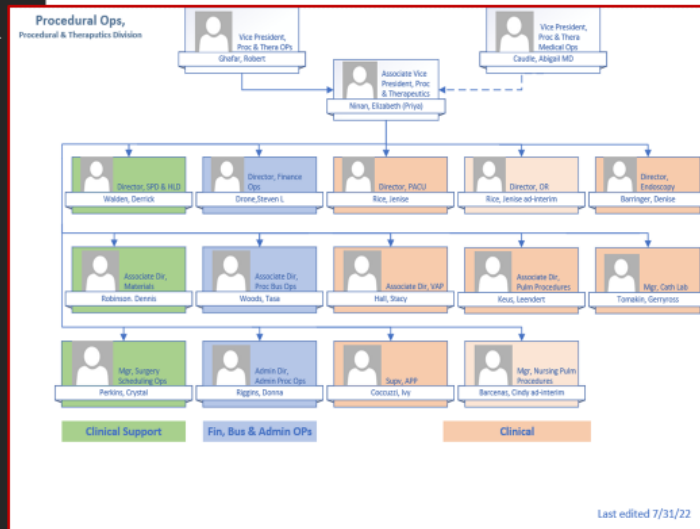 Procedural Ops,
Procedural & Theraputics Division
Vice President,
Proc & Thera OPs
Ghafar, Robert
Vice President,
Proc & Thera
Medical Ops
Caudle, Abigail MD
Associate Vice
President, Proc
& Therapeutics
Ninan, Elizabeth (Priya)
Director, SPD & HLD
Walden, Derrick
Director, Finance
Ops
Drone,Steven L
Director, PACU
Rice, Jenise
Director, OR
Rice, Jenise ad-interim
Director,
Endoscopy
Barringer, Denise
Associate Dir,
Materials
Robinson. Dennis
Associate Dir,
Proc Bus Ops
Woods, Tasa
Associate Dir, VAP
Hall, Stacy
Associate Dir,
Pulm Procedures
Keus, Leendert
Mgr, Cath Lab
Tomakin, Gerryross
Mgr, Surgery
Scheduling Ops
Perkins, Crystal
Admin Dir,
Admin Proc Ops
Riggins, Donna
Supv, APP
Coccuzzi, Ivy
Mgr, Nursing Pulm
Procedures
Barcenas, Cindy ad-interim
Clinical Support
Fin, Bus & Admin OPs
Clinical
Last edited 7/31/22